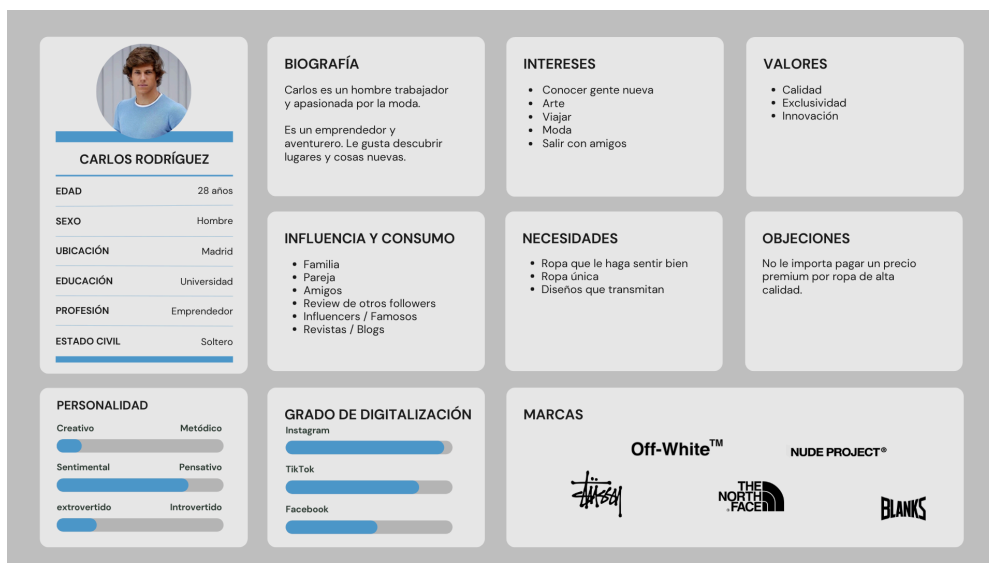 CARLOS RODRÍGUEZ
EDAD 28 años
SEXO Hombre
UBICACIÓN Madrid
EDUCACIÓN Universidad
PROFESIÓN Emprendedor
ESTADO CIVIL Soltero
BIOGRAFÍA
Carlos es un hombre trabajador
y apasionada por la moda.
Es un emprendedor y
aventurero. Le gusta descubrir
lugares y cosas nuevas.
INTERESES
• Conocer gente nueva
• Arte
• Viajar
• Moda
• Salir con amigos
VALORES
• Calidad
• Exclusividad
• Innovación
INFLUENCIA Y CONSUMO
• Familia
• Pareja
• Amigos
• Review de otros followers
• Influencers / Famosos
• Revistas / Blogs
NECESIDADES
• Ropa que le haga sentir bien
• Ropa única
• Diseños que transmitan
OBJECIONES
No le importa pagar un precio
premium por ropa de alta
calidad.
PERSONALIDAD
Creativo Metódico
Sentimental Pensativo
extrovertido Introvertido
GRADO DE DIGITALIZACIÓN
Instagram
TikTok
Facebook
MARCAS
Off-White™
NUDE PROJECT®
Stüssy
THE
NORTH
FACE
BLANKS